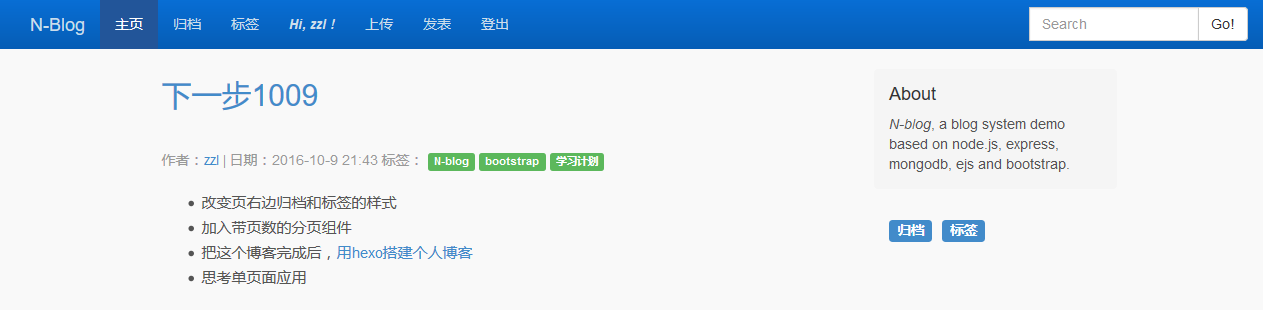 N-Blog 主页 归档 标签 Hi, zzl! 上传 发表 登出 Search Go!
下一步1009
作者：zzl | 日期：2016-10-9 21:43 标签： N-blog bootstrap 学习计划
改变页右边归档和标签的样式
加入带页数的分页组件
把这个博客完成后，用hexo搭建个人博客
思考单页面应用
About
N-blog, a blog system demo
based on node.js, express,
mongodb, ejs and bootstrap.
归档 标签